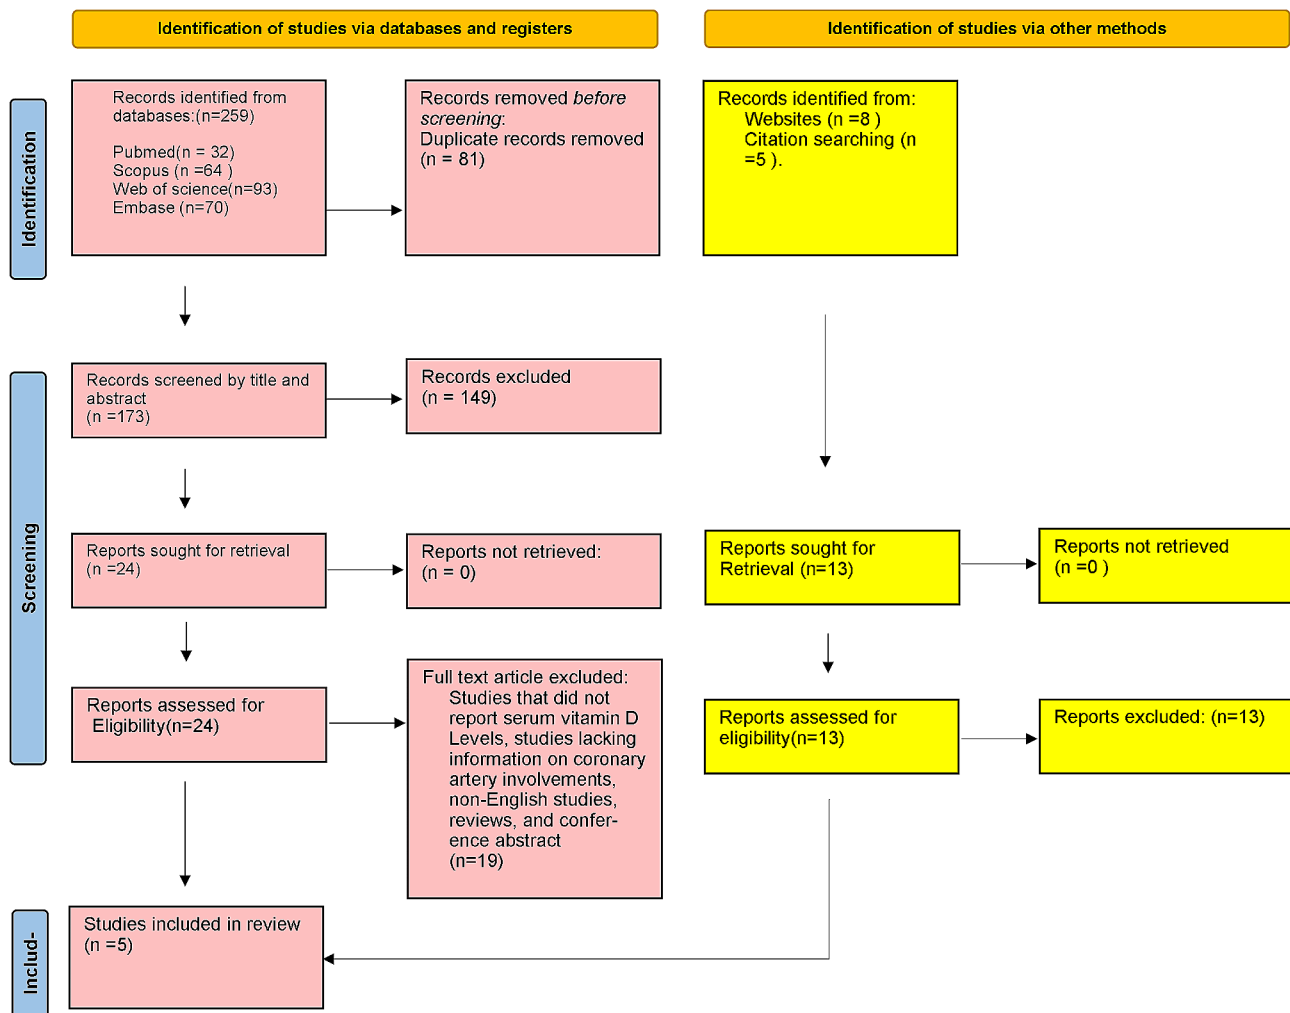 Identification of studies via databases and registers
Identification of studies via other methods
Identification
Records identified from
databases:(n=259)
Pubmed(n = 32)
Scopus (n =64 )
Web of science(n=93)
Embase (n=70)
Records removed before
screening:
Duplicate records removed
(n = 81)
Records identified from:
Websites (n =8 )
Citation searching (n
=5 ).
Screening
Records screened by title and
abstract
(n =173)
Records excluded
(n = 149)
Reports sought for retrieval
(n =24)
Reports not retrieved:
(n = 0)
Reports sought for
Retrieval (n=13)
Reports not retrieved
(n =0 )
Reports assessed for
Eligibility(n=24)
Full text article excluded:
Studies that did not
report serum vitamin D
Levels, studies lacking
information on coronary
artery involvements,
non-English studies,
reviews, and confer-
ence abstract
(n=19)
Reports assessed for
eligibility(n=13)
Reports excluded: (n=13)
Includ-
Studies included in review
(n =5)